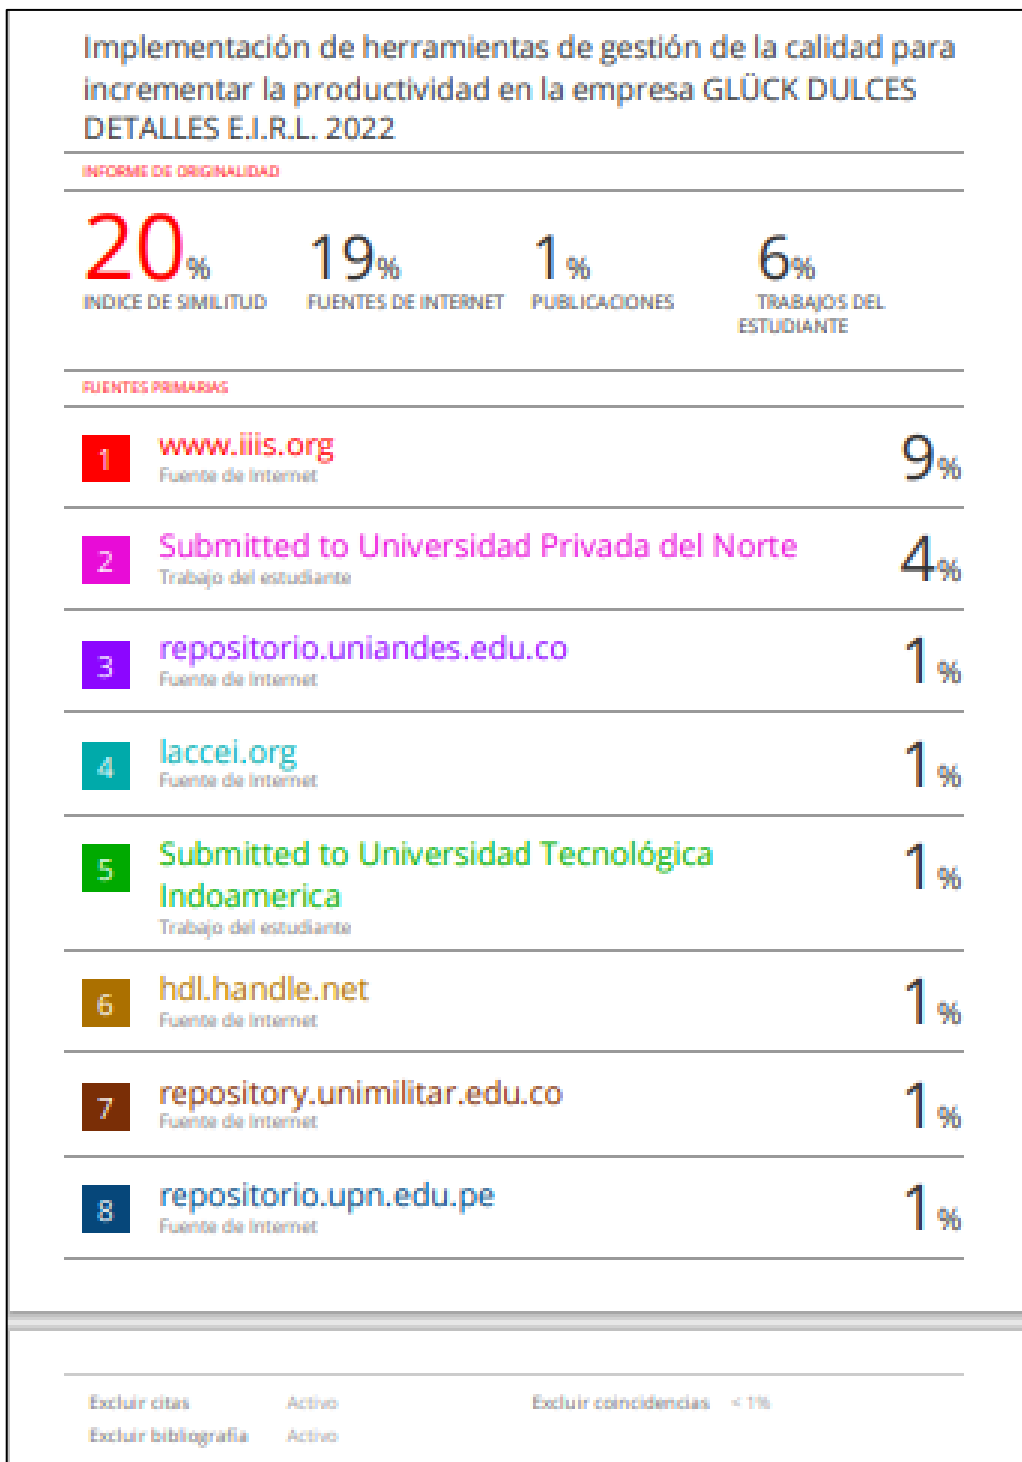 Implementación de herramientas de gestión de la calidad para
incrementar la productividad en la empresa GLÜCK DULCES
DETALLES E.I.R.L. 2022
INFORME DE ORIGINALIDAD
20%
INDICE DE SIMILITUD
19%
FUENTES DE INTERNET
1%
PUBLICACIONES
6%
TRABAJOS DEL
ESTUDIANTE
FUENTES PRIMARIAS
1
www.iiis.org
Fuente de Internet
9%
2
Submitted to Universidad Privada del Norte
Trabajo del estudiante
4%
3
repositorio.uniandes.edu.co
Fuente de Internet
1%
4
laccei.org
Fuente de Internet
1%
5
Submitted to Universidad Tecnológica
Indoamerica
Trabajo del estudiante
1%
6
hdl.handle.net
Fuente de Internet
1%
7
repository.unimilitar.edu.co
Fuente de Internet
1%
8
repositorio.upn.edu.pe
Fuente de Internet
1%
Excluir citas Activo Excluir coincidencias < 1%
Excluir bibliografía Activo